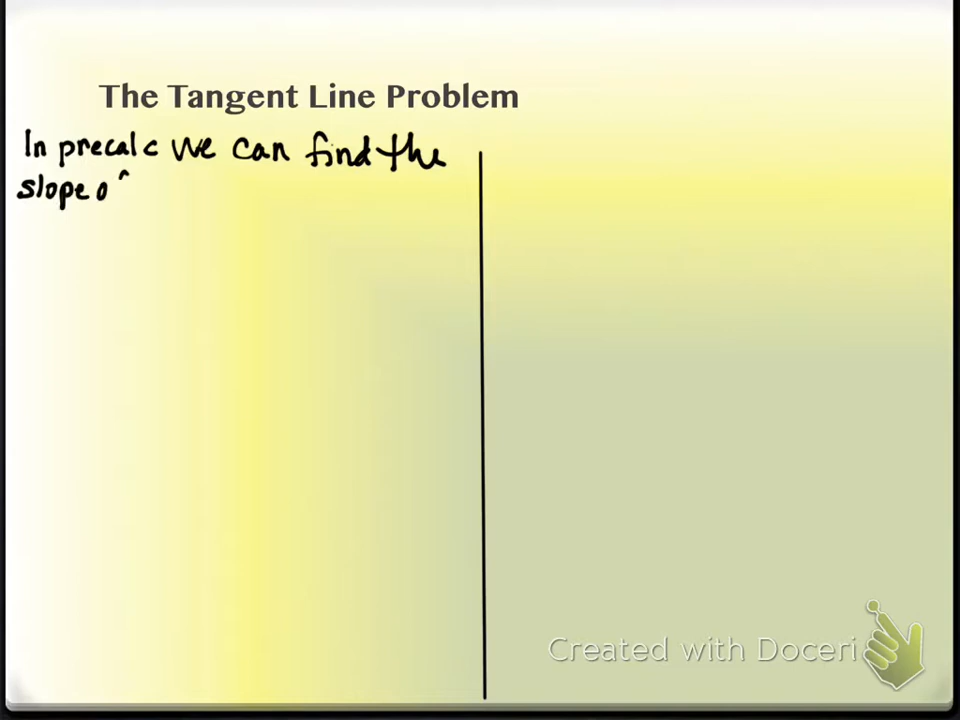 The Tangent Line Problem
In precalc we can find the
slope o
Created with Doceri